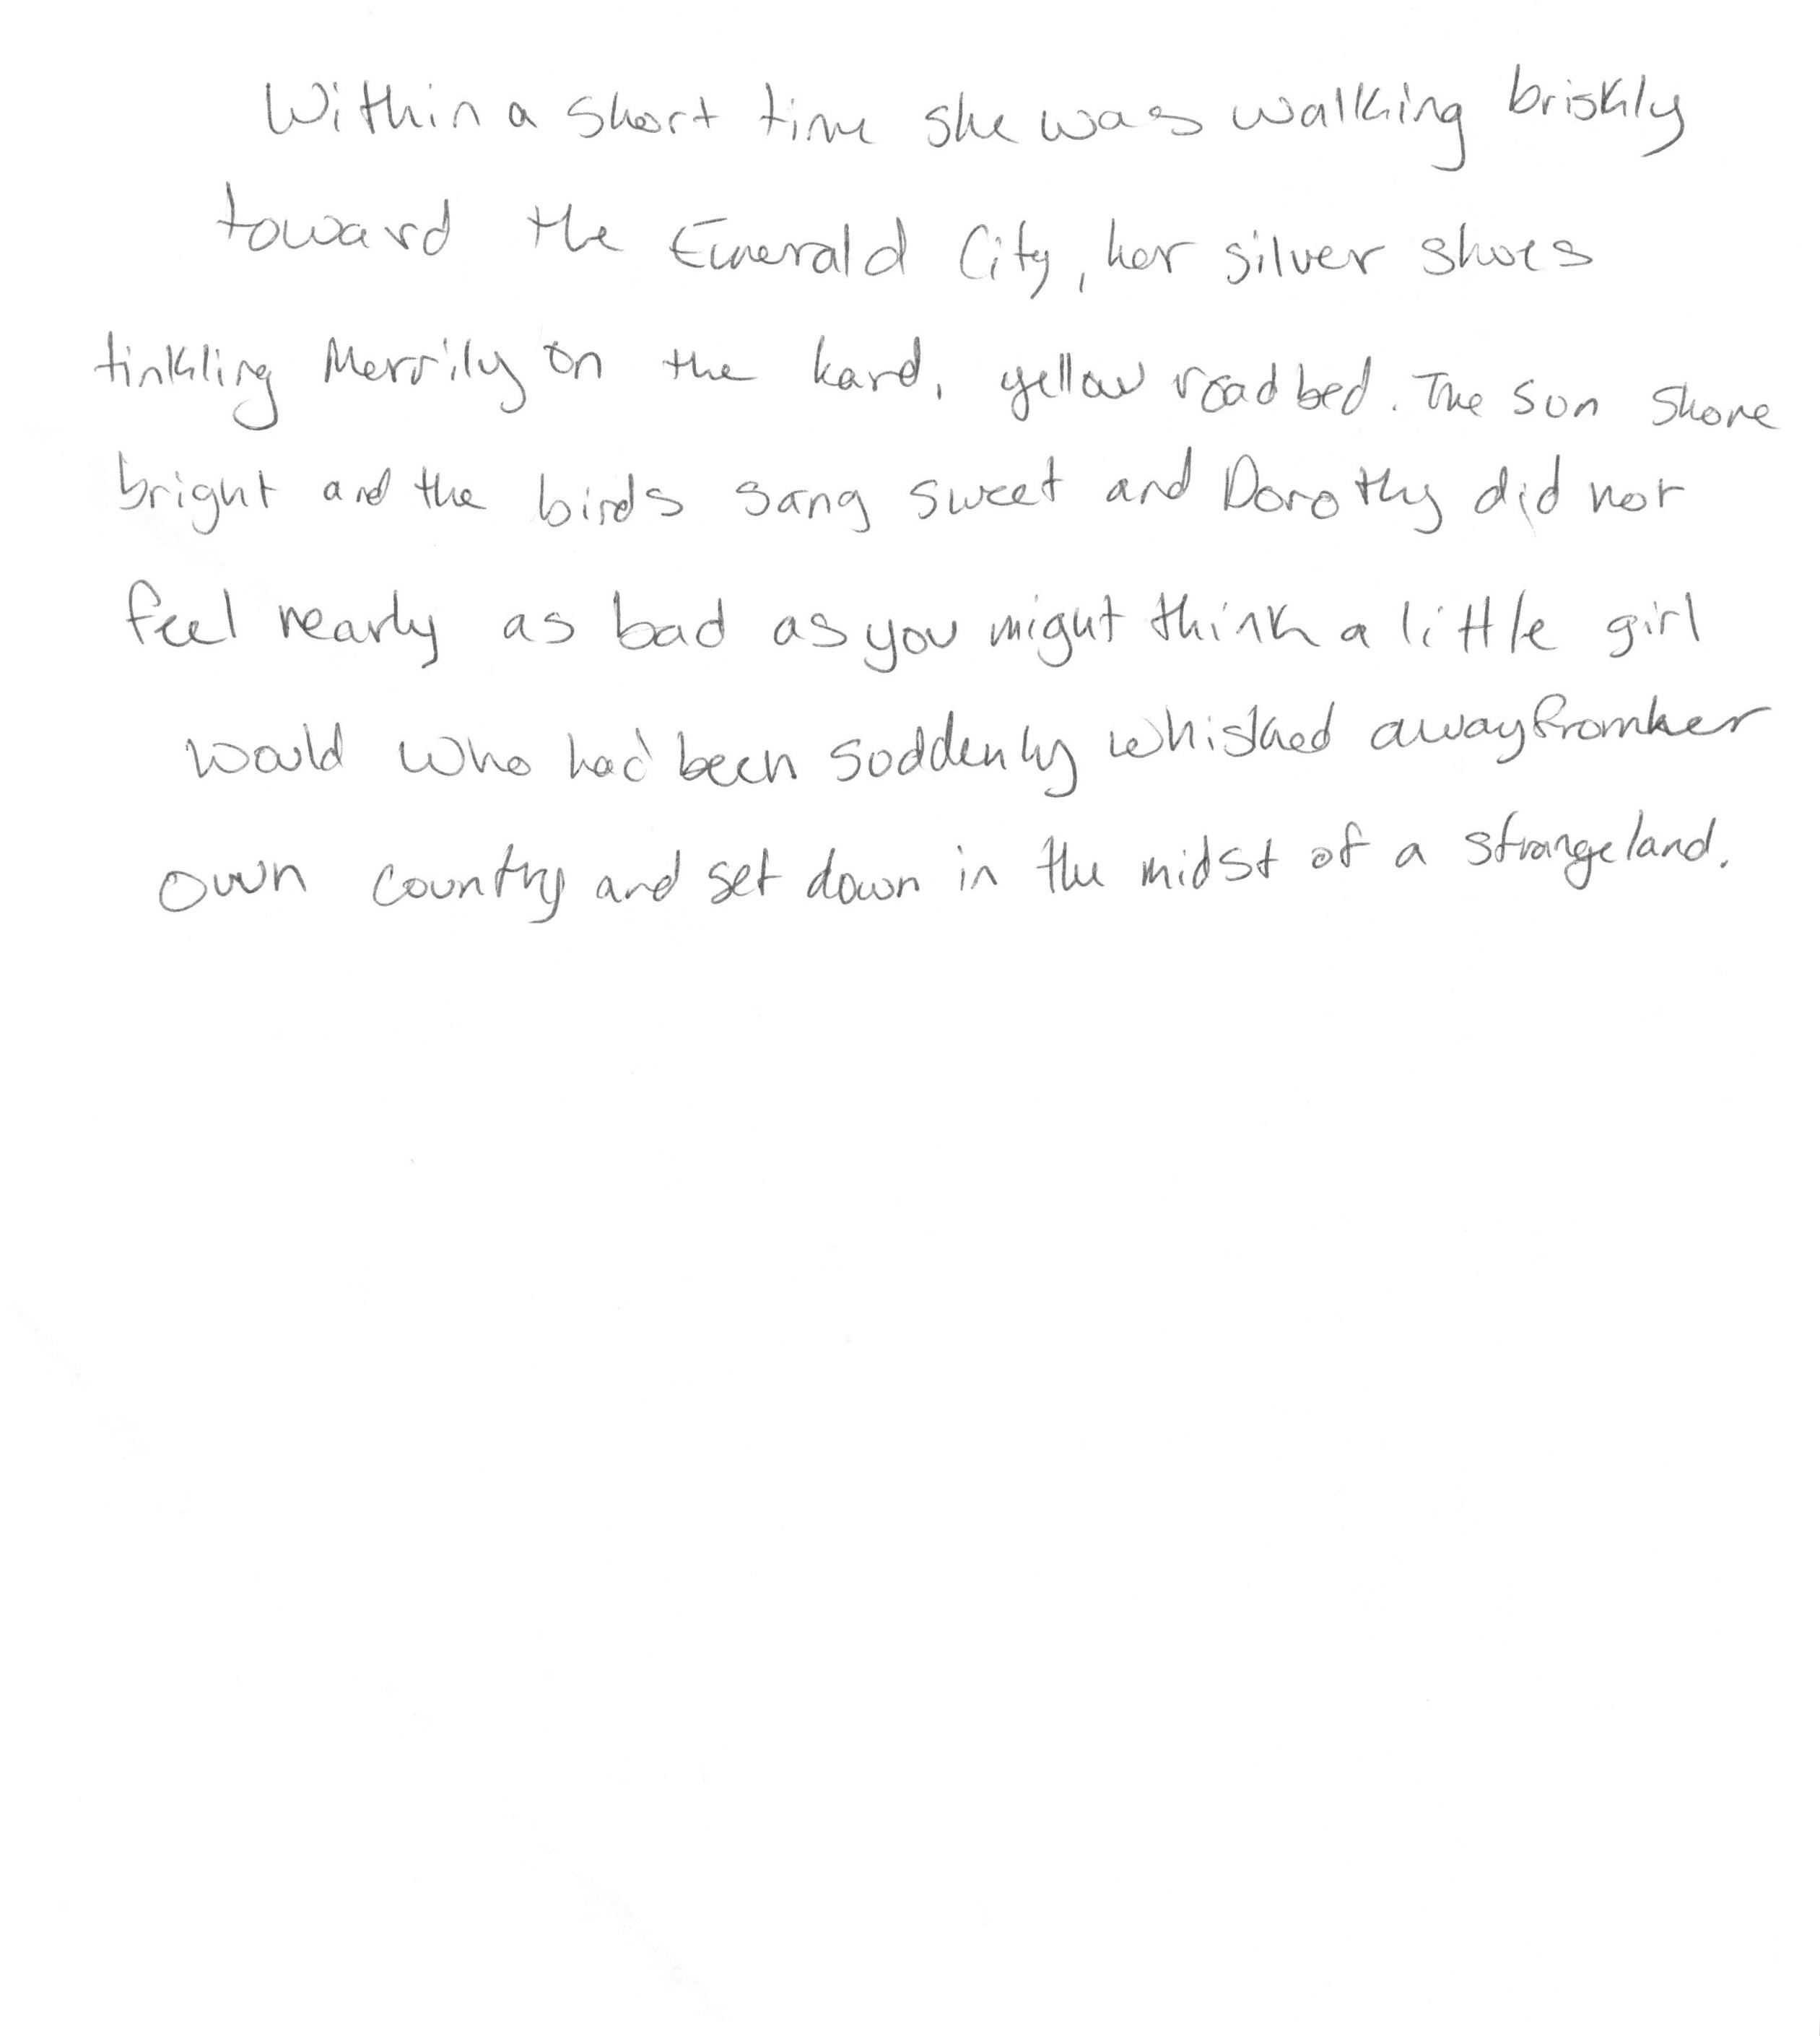 Within a short time she was walking briskly
toward the Emerald City, her silver shoes
tinkling Merrily on the hard, yellow roadbed. The sun shone
bright and the birds sang sweet and Dorothy did not
feel nearly as bad as you might think a little girl
would who had been suddenly whisked away from her
own country and set down in the midst of a strange land.